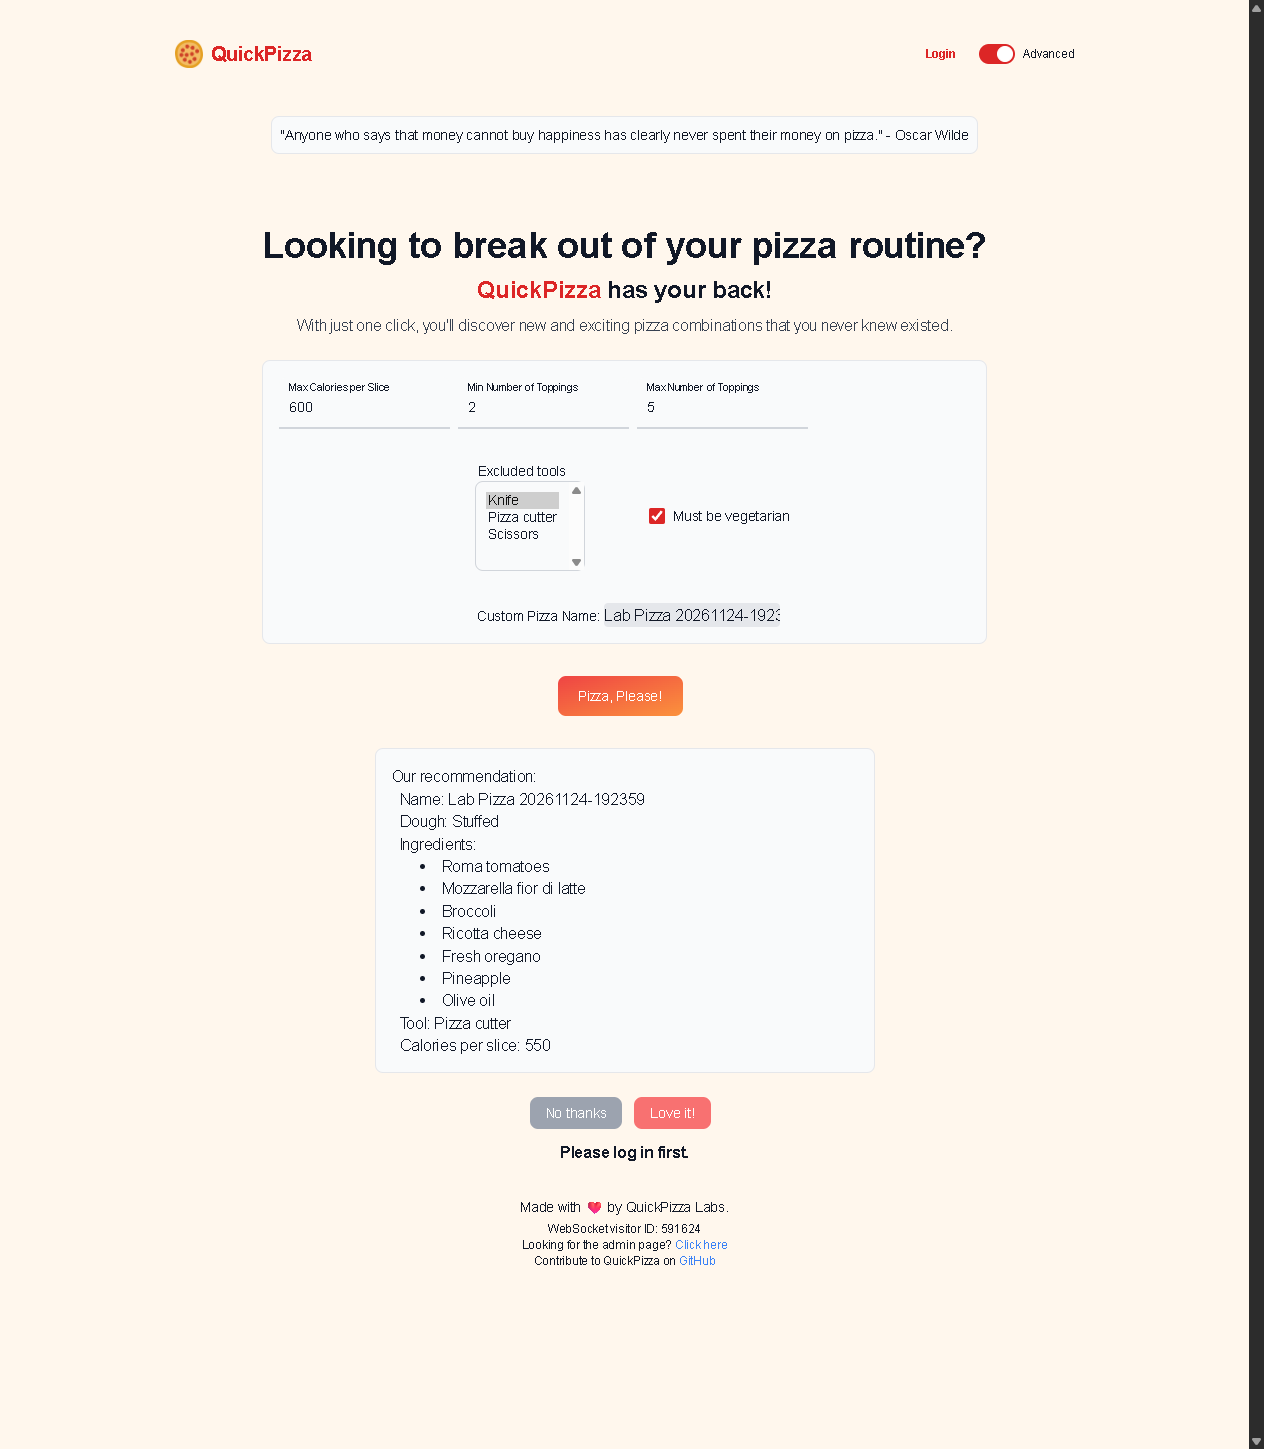 QuickPizza
Login
Advanced
"Anyone who says that money cannot buy happiness has clearly never spent their money on pizza." - Oscar Wilde
Looking to break out of your pizza routine?
QuickPizza has your back!
With just one click, you'll discover new and exciting pizza combinations that you never knew existed.
Max Calories per Slice
600
Min Number of Toppings
2
Max Number of Toppings
5
Excluded tools
Knife
Pizza cutter
Scissors
Must be vegetarian
Custom Pizza Name: Lab Pizza 20261124-1923
Pizza, Please!
Our recommendation:
Name: Lab Pizza 20261124-192359
Dough: Stuffed
Ingredients:
• Roma tomatoes
• Mozzarella fior di latte
• Broccoli
• Ricotta cheese
• Fresh oregano
• Pineapple
• Olive oil
Tool: Pizza cutter
Calories per slice: 550
No thanks
Love it!
Please log in first.
Made with ❤ by QuickPizza Labs.
WebSocket visitor ID: 591624
Looking for the admin page? Click here
Contribute to QuickPizza on GitHub